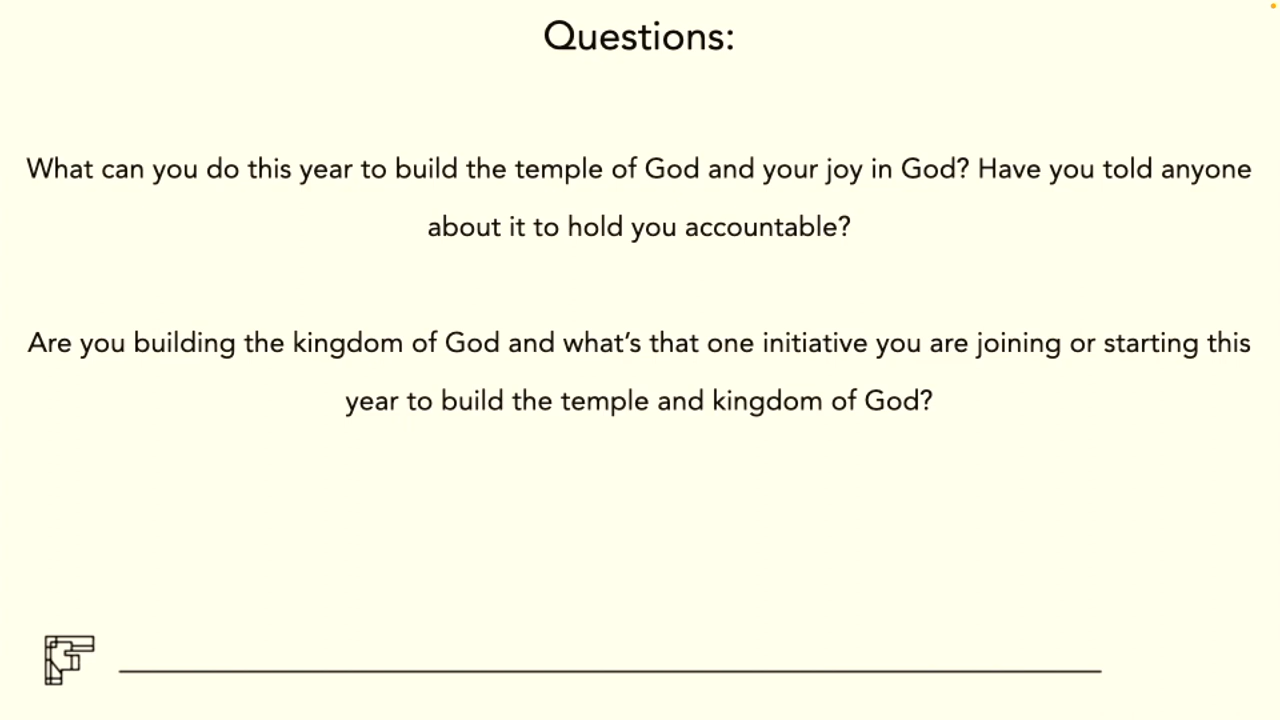 Questions:
What can you do this year to build the temple of God and your joy in God? Have you told anyone
about it to hold you accountable?
Are you building the kingdom of God and what’s that one initiative you are joining or starting this
year to build the temple and kingdom of God?